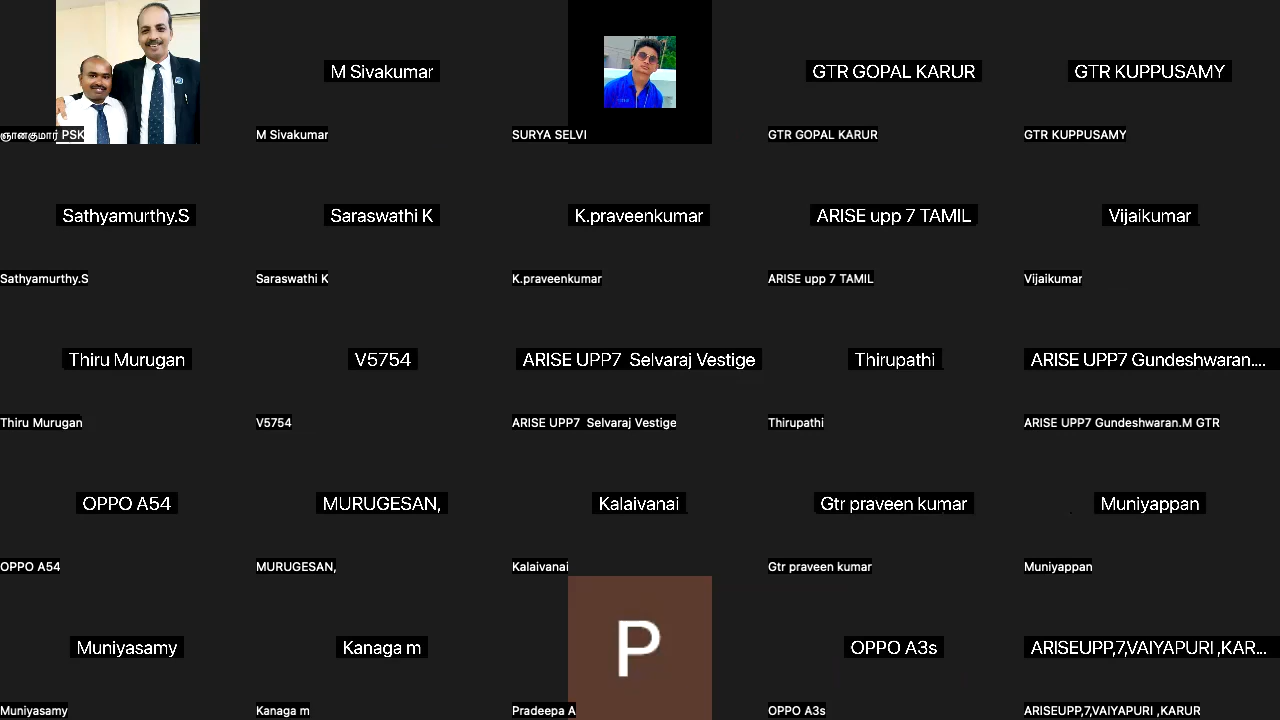 M Sivakumar
GTR GOPAL KARUR
GTR KUPPUSAMY
ஞானகுமார் PSK
M Sivakumar
SURYA SELVI
GTR GOPAL KARUR
GTR KUPPUSAMY
Sathyamurthy.S
Saraswathi K
K.praveenkumar
ARISE upp 7 TAMIL
Vijaikumar
Sathyamurthy.S
Saraswathi K
K.praveenkumar
ARISE upp 7 TAMIL
Vijaikumar
Thiru Murugan
V5754
ARISE UPP7  Selvaraj Vestige
Thirupathi
ARISE UPP7 Gundeshwaran....
Thiru Murugan
V5754
ARISE UPP7  Selvaraj Vestige
Thirupathi
ARISE UPP7 Gundeshwaran.M GTR
OPPO A54
MURUGESAN,
Kalaivanai
Gtr praveen kumar
Muniyappan
OPPO A54
MURUGESAN,
Kalaivanai
Gtr praveen kumar
Muniyappan
Muniyasamy
Kanaga m
P
OPPO A3s
ARISEUPP,7,VAIYAPURI ,KAR...
Muniyasamy
Kanaga m
Pradeepa A
OPPO A3s
ARISEUPP,7,VAIYAPURI ,KARUR